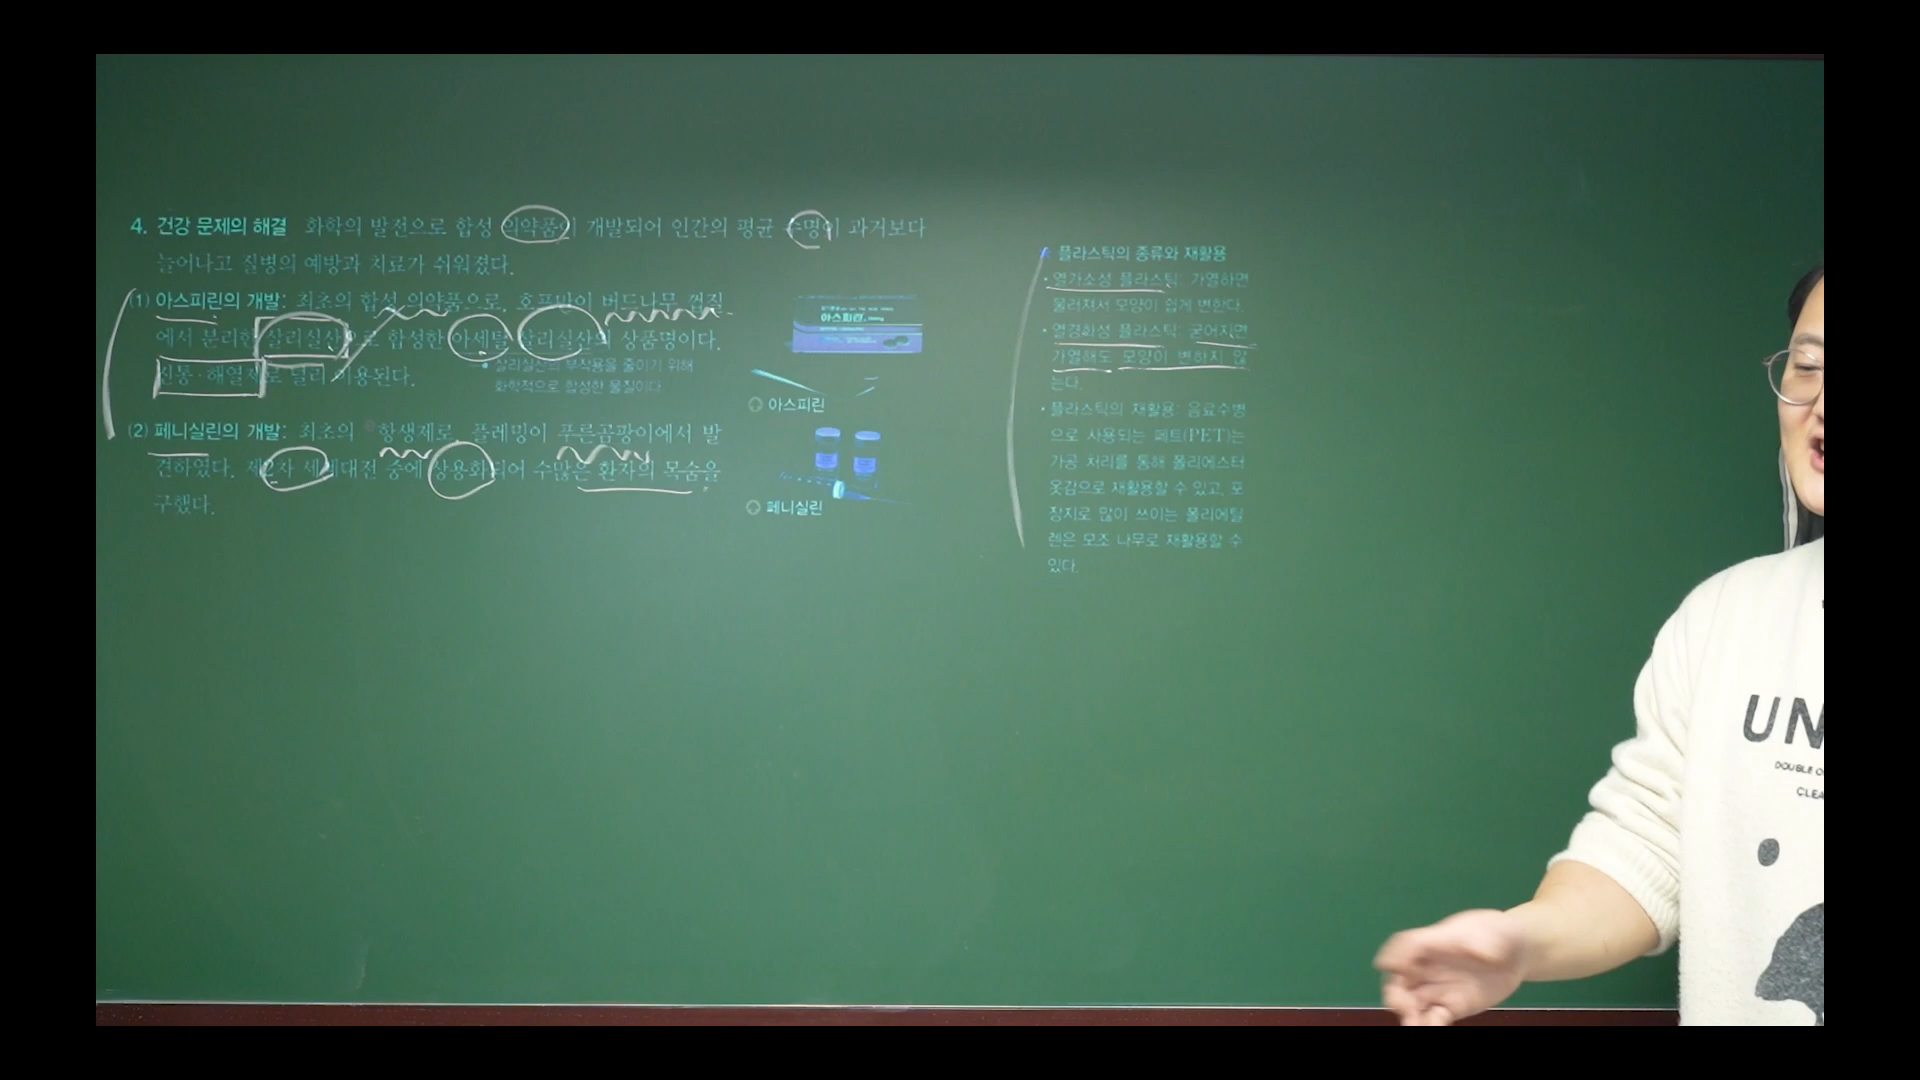 4. 건강 문제의 해결 화학의 발전으로 합성 의약품이 개발되어 인간의 평균 수명이 과거보다
늘어나고 질병의 예방과 치료가 쉬워졌다.
(1) 아스피린의 개발: 최초의 합성 의약품으로, 호프만이 버드나무 껍질
에서 분리한 살리실산으로 합성한 아세틸 살리실산의 상품명이다.
진통·해열제로 널리 이용된다.
살리실산의 부작용을 줄이기 위해
화학적으로 합성한 물질이다.
(2) 페니실린의 개발: 최초의 항생제로, 플레밍이 푸른곰팡이에서 발
견하였다. 제2차 세계대전 중에 상용화되어 수많은 환자의 목숨을
구했다.
아스피린
아스피린
페니실린
플라스틱의 종류와 재활용
• 열가소성 플라스틱: 가열하면
물러져서 모양이 쉽게 변한다.
• 열경화성 플라스틱: 굳어지면
가열해도 모양이 변하지 않
는다.
• 플라스틱의 재활용: 음료수병
으로 사용되는 페트(PET)는
가공 처리를 통해 폴리에스터
옷감으로 재활용할 수 있고, 포
장지로 많이 쓰이는 폴리에틸
렌은 모조 나무로 재활용할 수
있다.
UN
DOUBLE